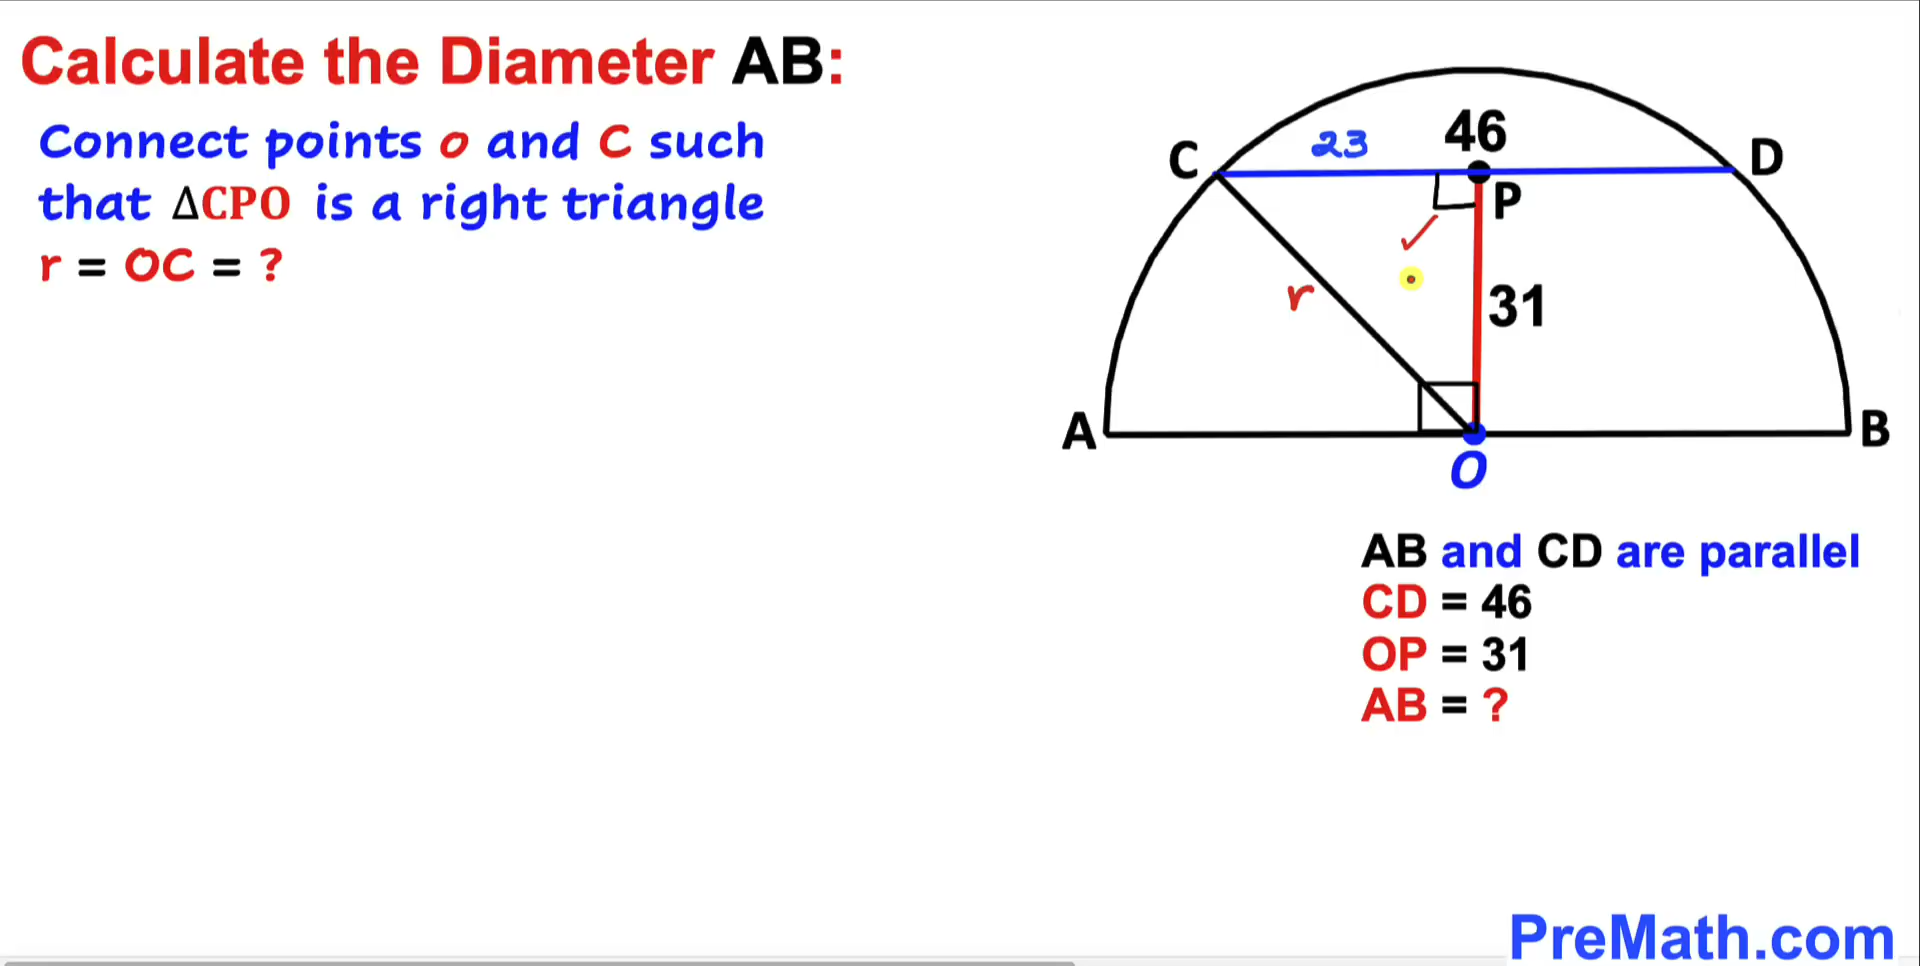 Calculate the Diameter AB:
Connect points o and C such
that ΔCPO is a right triangle
r = OC = ?
C
23
46
D
P
r
31
A
B
O
AB and CD are parallel
CD = 46
OP = 31
AB = ?
PreMath.com